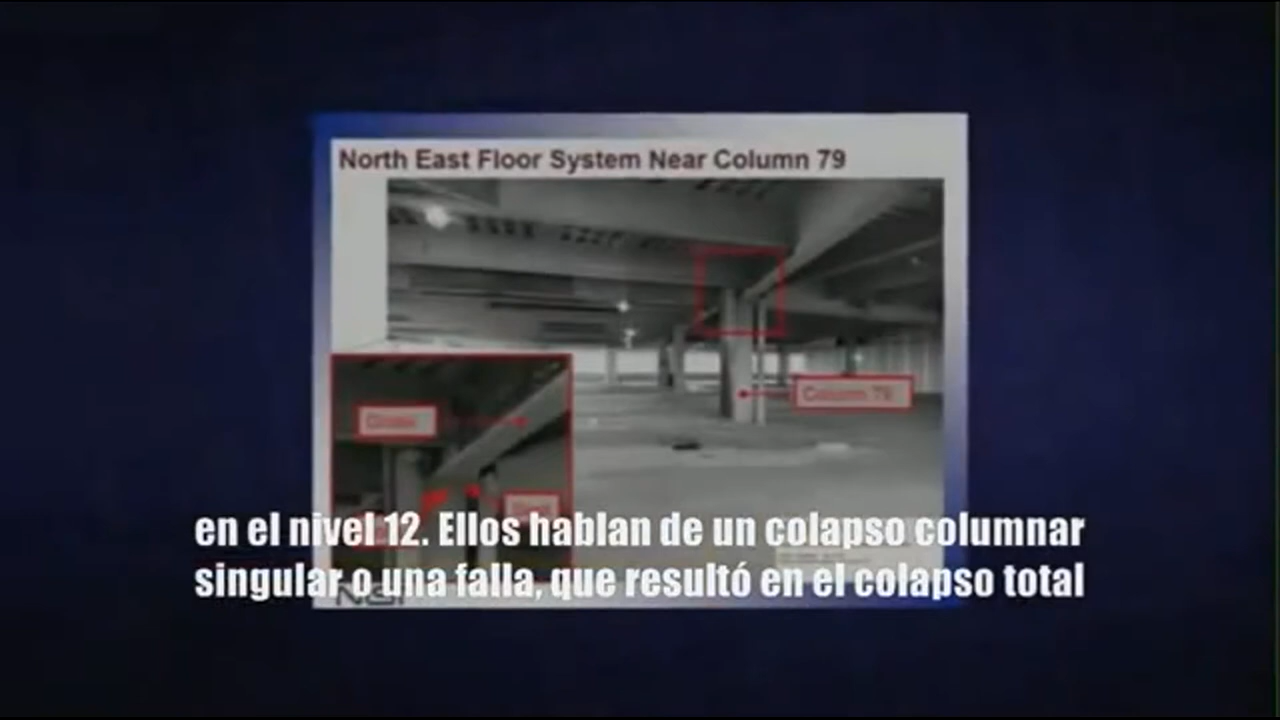 North East Floor System Near Column 79
Column 79
en el nivel 12. Ellos hablan de un colapso columnar
singular o una falla, que resultó en el colapso total